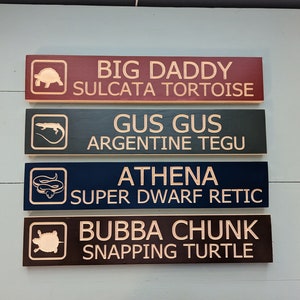 BIG DADDY
SULCATA TORTOISE
GUS GUS
ARGENTINE TEGU
ATHENA
SUPER DWARF RETIC
BUBBA CHUNK
SNAPPING TURTLE